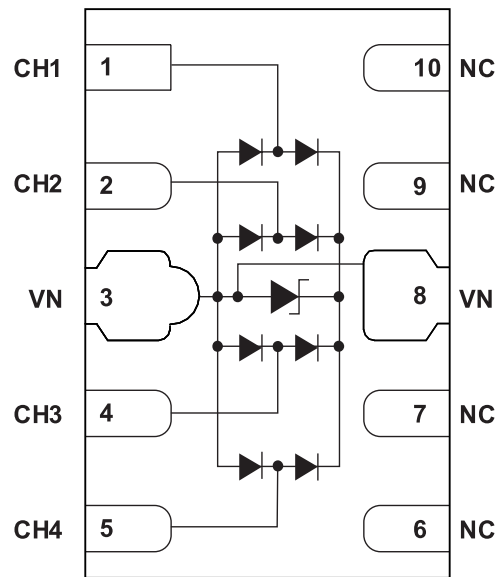 CH1 1 10 NC
CH2 2 9 NC
VN 3 8 VN
CH3 4 7 NC
CH4 5 6 NC